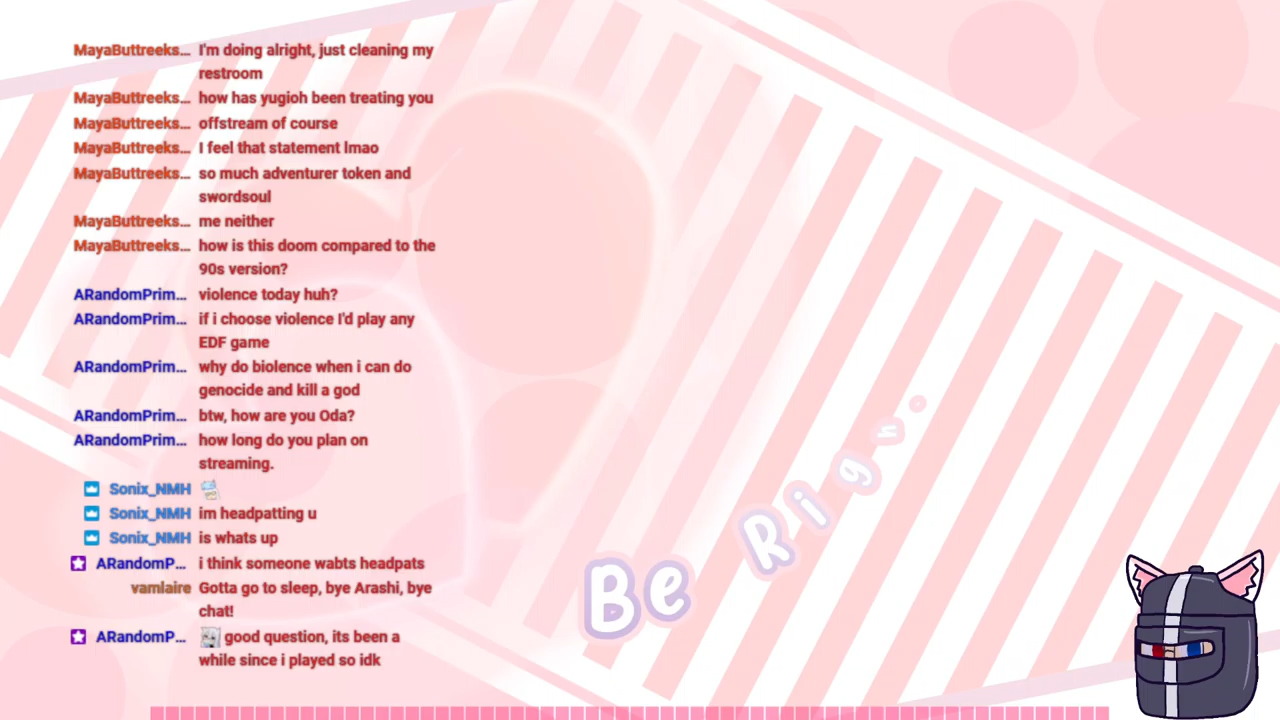 MayaButtreeks... I'm doing alright, just cleaning my
restroom
MayaButtreeks... how has yugioh been treating you
MayaButtreeks... offstream of course
MayaButtreeks... I feel that statement lmao
MayaButtreeks... so much adventurer token and
swordsoul
MayaButtreeks... me neither
MayaButtreeks... how is this doom compared to the
90s version?
ARandomPrim... violence today huh?
ARandomPrim... if i choose violence I'd play any
EDF game
ARandomPrim... why do biolence when i can do
genocide and kill a god
ARandomPrim... btw, how are you Oda?
ARandomPrim... how long do you plan on
streaming.
Sonix_NMH
Sonix_NMH im headpatting u
Sonix_NMH is whats up
ARandomP... i think someone wabts headpats
vamlaire Gotta go to sleep, bye Arashi, bye
chat!
ARandomP... good question, its been a
while since i played so idk
Be Rig